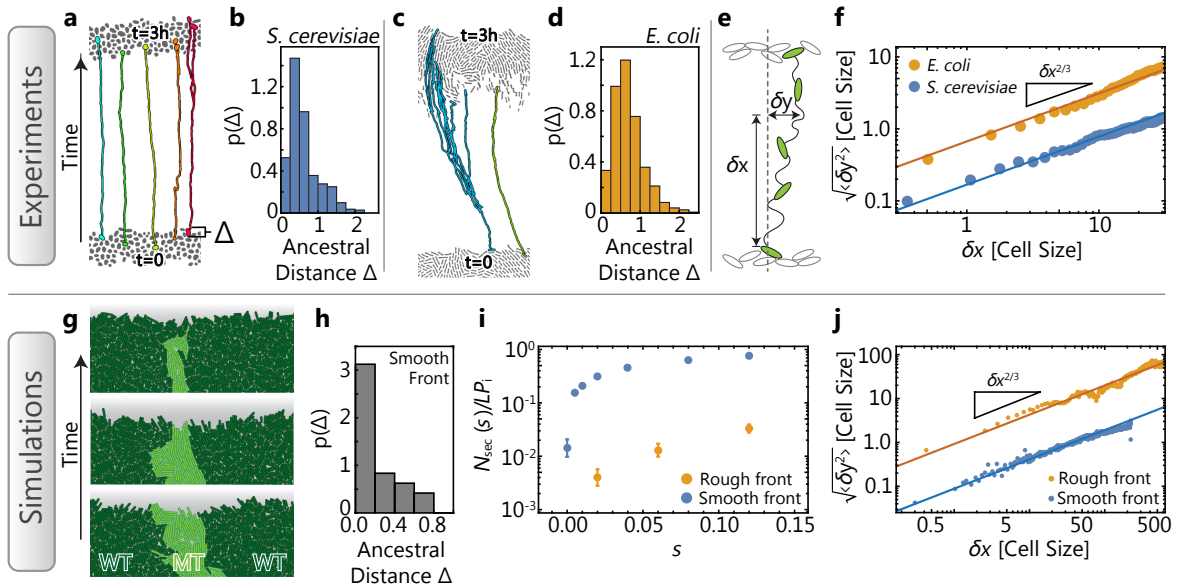 Experiments
a
t=3h
Time
t=0
Δ
b
S. cerevisiae
p(Δ)
1.8
1.2
0.6
0.0
0 1 2
Ancestral
Distance Δ
c
t=3h
t=0
d
E. coli
p(Δ)
1.2
0.8
0.4
0.0
0 1 2
Ancestral
Distance Δ
e
δy
δx
f
E. coli
S. cerevisiae
δx^2/3
√⟨δy²⟩ [Cell Size]
10
1.0
0.1
1 10
δx [Cell Size]
Simulations
g
Time
WT MT WT
h
Smooth
Front
p(Δ)
3
2
1
0
0.0 0.4 0.8
Ancestral
Distance Δ
i
N_sec (s)/LP_i
10^0
10^-1
10^-2
10^-3
Rough front
Smooth front
0.00 0.05 0.10 0.15
s
j
δx^2/3
√⟨δy²⟩ [Cell Size]
100
10
1.0
0.1
Rough front
Smooth front
0.5 5 50 500
δx [Cell Size]